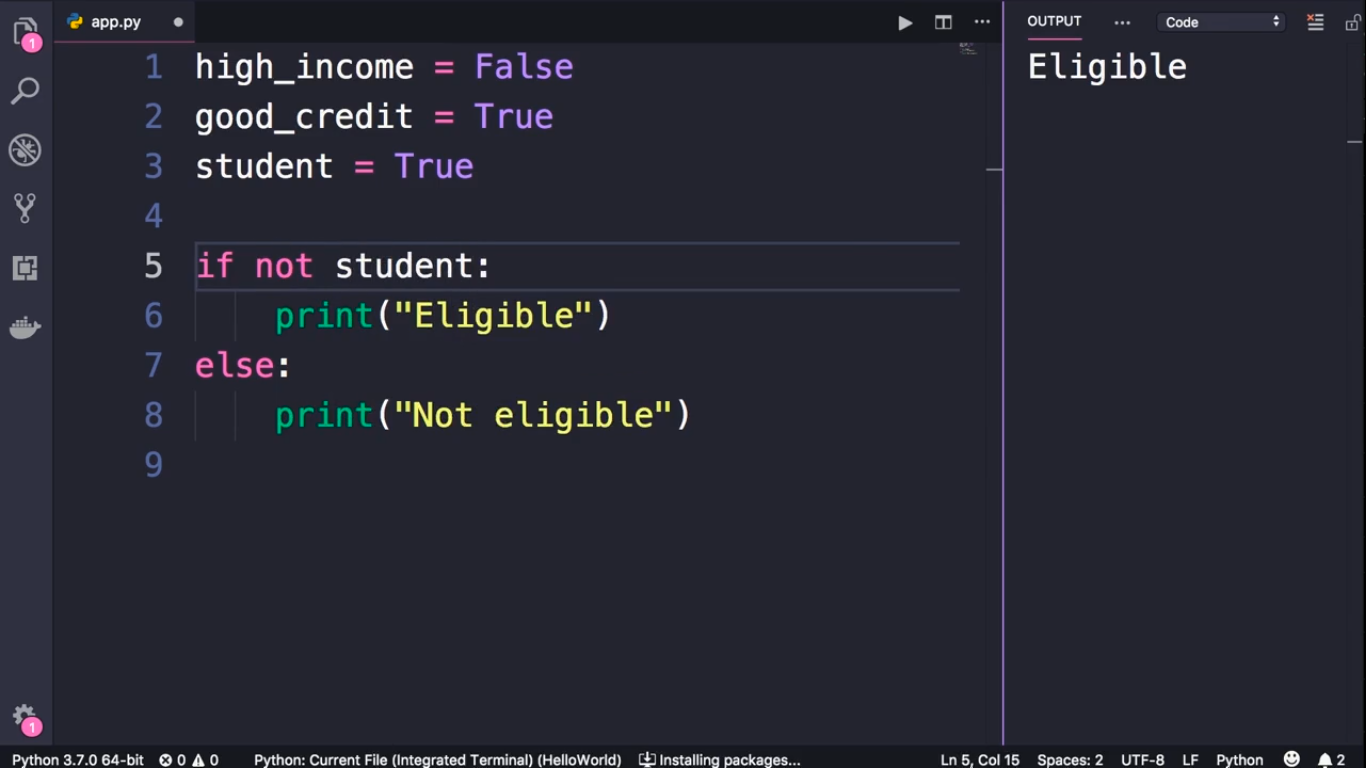 app.py
OUTPUT
Code
1 high_income = False
2 good_credit = True
3 student = True
4
5 if not student:
6 print("Eligible")
7 else:
8 print("Not eligible")
9
Eligible
1
1
Python 3.7.0 64-bit 0 0 Python: Current File (Integrated Terminal) (HelloWorld) Installing packages... Ln 5, Col 15 Spaces: 2 UTF-8 LF Python 2